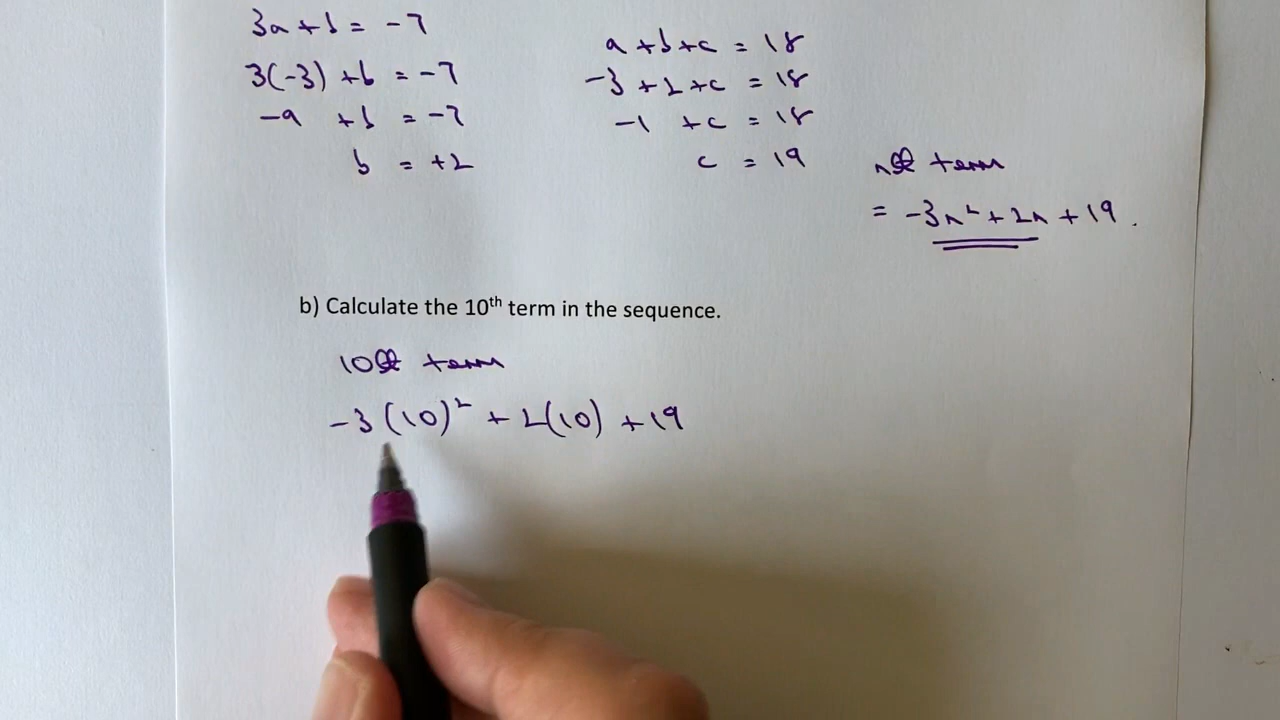 3a + b = -7
3(-3) + b = -7
-9 + b = -7
b = +2
a + b + c = 18
-3 + 2 + c = 18
-1 + c = 18
c = 19
nth term
= -3n² + 2n + 19.
b) Calculate the 10th term in the sequence.
10th term
-3(10)² + 2(10) + 19